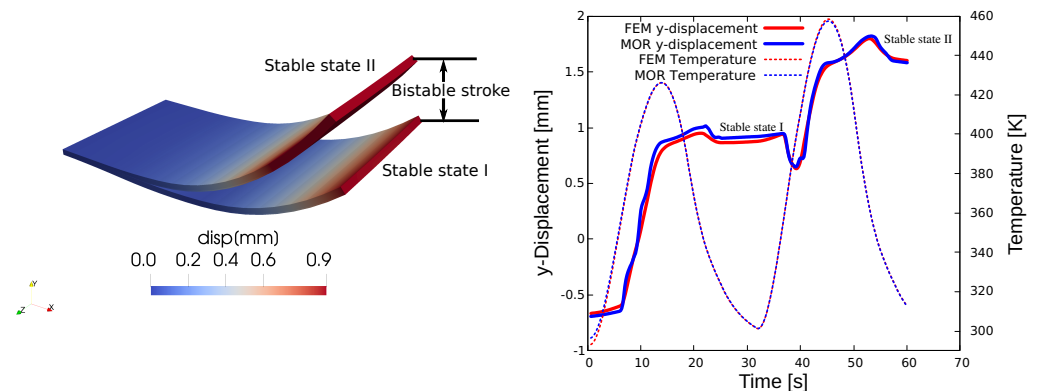 Stable state II
Bistable stroke
Stable state I
disp(mm)
0.0 0.2 0.4 0.6 0.9
Y
Z X
FEM y-displacement
MOR y-displacement
FEM Temperature
MOR Temperature
Stable state I
Stable state II
y-Displacement [mm]
2
1.5
1
0.5
0
-0.5
-1
0 10 20 30 40 50 60 70
Time [s]
460
440
420
400
380
360
340
320
300
Temperature [K]